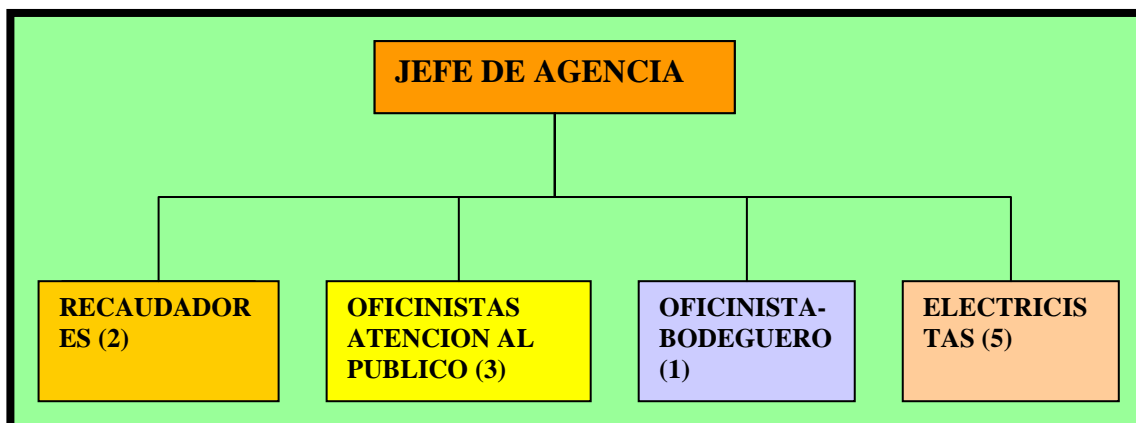 JEFE DE AGENCIA
RECAUDADOR
ES (2)
OFICINISTAS
ATENCION AL
PUBLICO (3)
OFICINISTA-
BODEGUERO
(1)
ELECTRICIS
TAS (5)